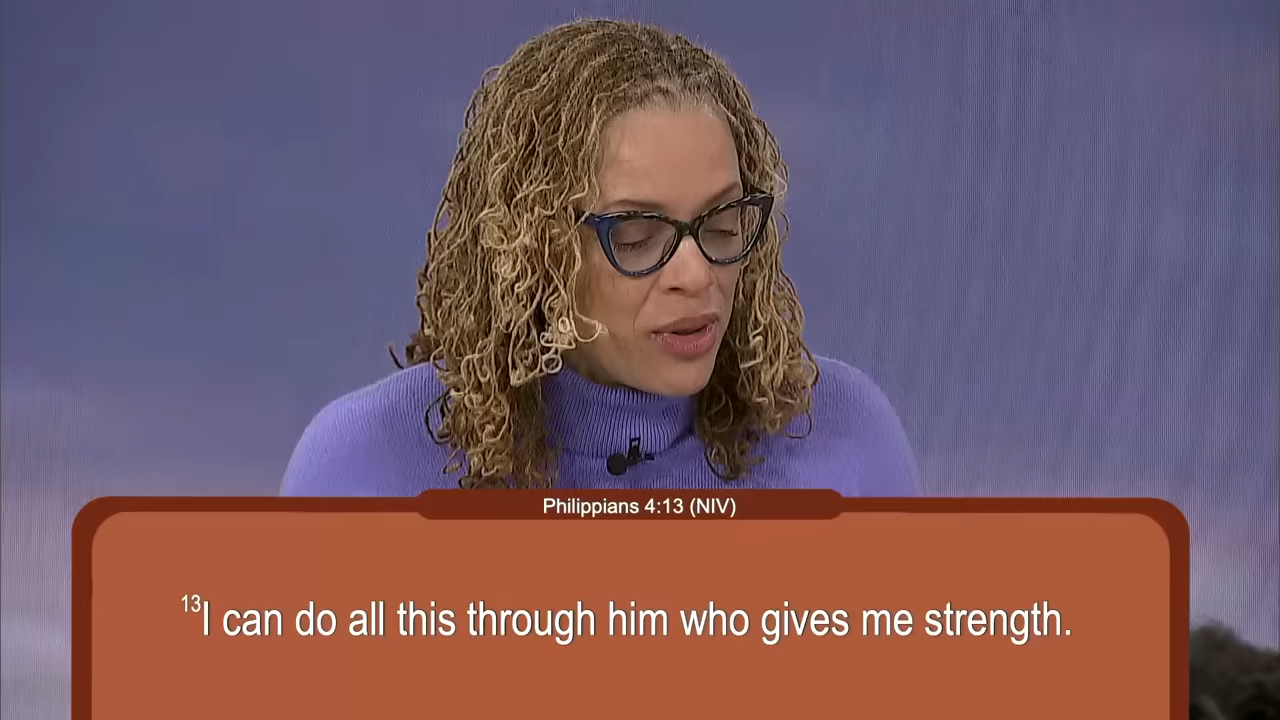 Philippians 4:13 (NIV)
13I can do all this through him who gives me strength.